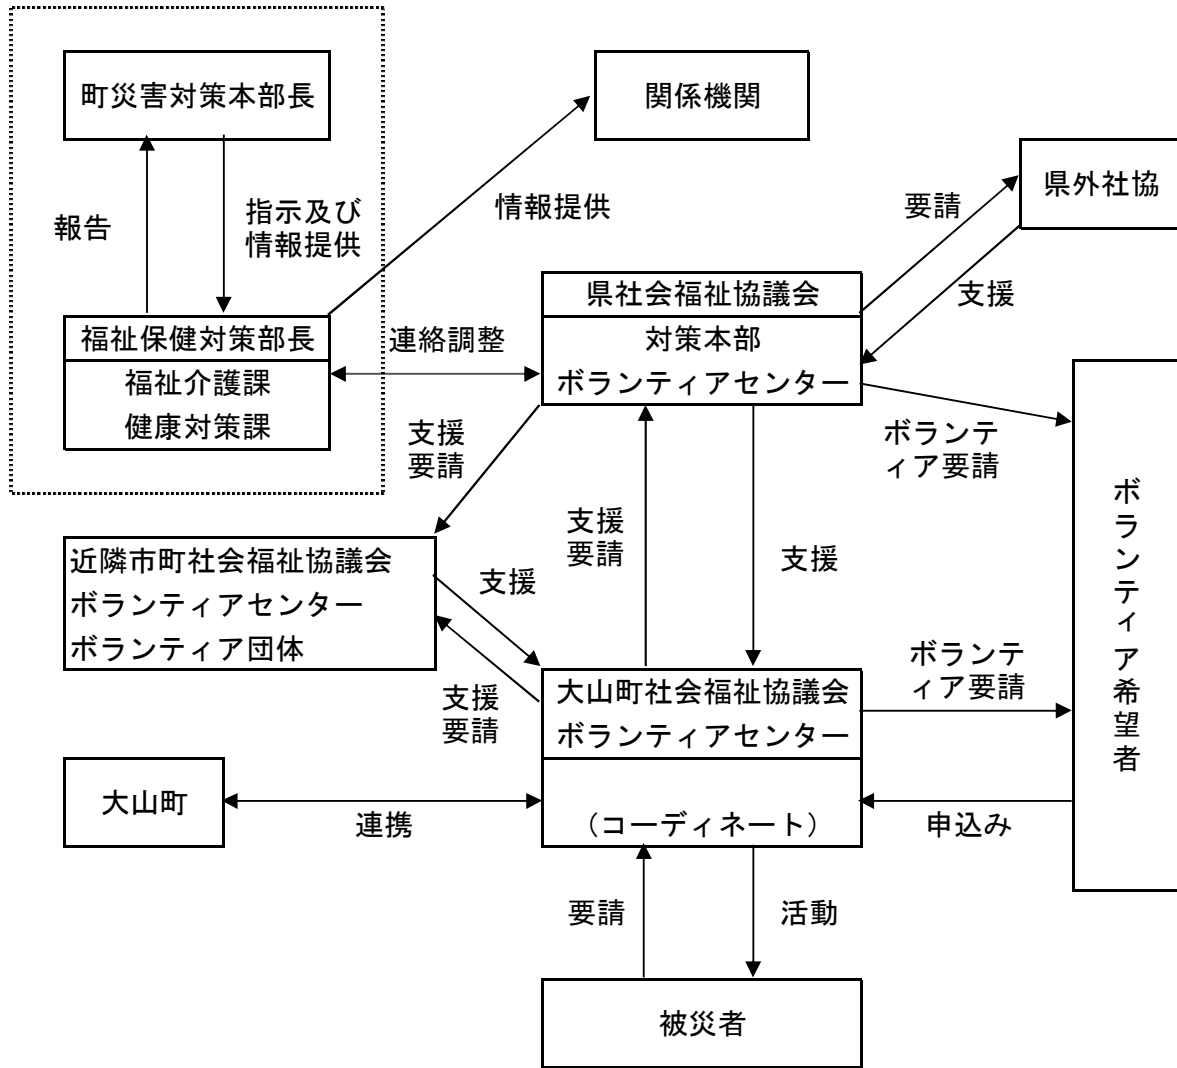 町災害対策本部長
関係機関
県外社協
報告
指示及び
情報提供
情報提供
要請
支援
県社会福祉協議会
対策本部
ボランティアセンター
福祉保健対策部長
福祉介護課
健康対策課
連絡調整
支援
要請
ボランテ
ィア要請
支援
要請
支援
近隣市町社会福祉協議会
ボランティアセンター
ボランティア団体
支援
支援
要請
ボランティア希望者
大山町社会福祉協議会
ボランティアセンター
(コーディネート)
ボランテ
ィア要請
大山町
連携
申込み
要請
活動
被災者